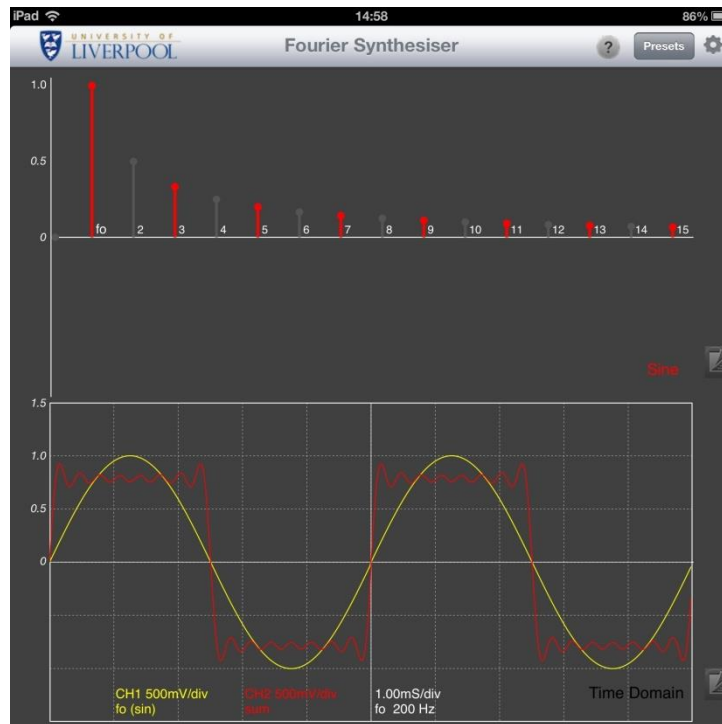 iPad 14:58 86%
UNIVERSITY OF
LIVERPOOL
Fourier Synthesiser
?
Presets
1.0
0.5
0
fo 2 3 4 5 6 7 8 9 10 11 12 13 14 15
Sine
1.5
1.0
0.5
0
CH1 500mV/div CH2 500mV/div 1.00mS/div Time Domain
fo (sin) sum fo 200 Hz